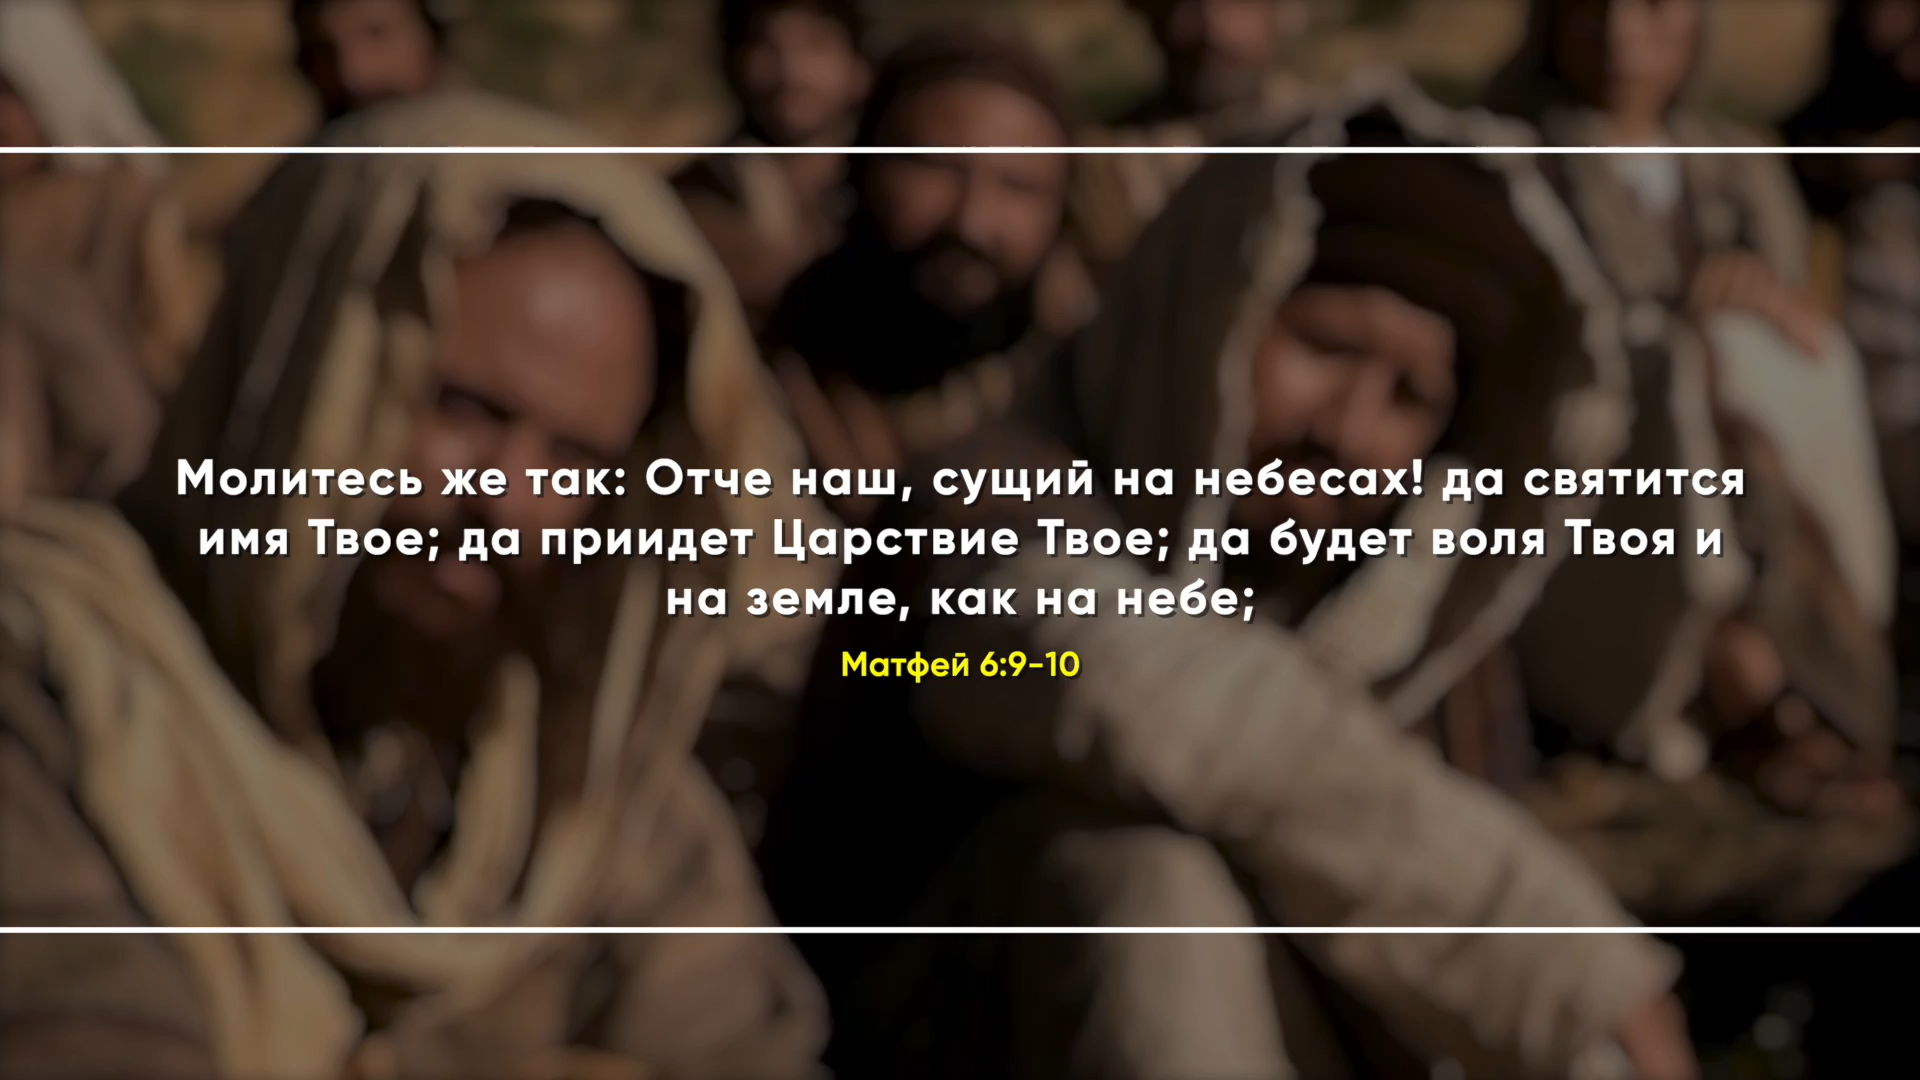 Молитесь же так: Отче наш, сущий на небесах! да святится
имя Твое; да приидет Царствие Твое; да будет воля Твоя и
на земле, как на небе;
Матфей 6:9-10